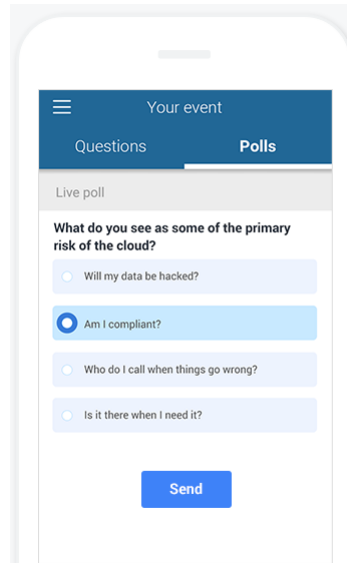 Your event
Questions
Polls
Live poll
What do you see as some of the primary
risk of the cloud?
Will my data be hacked?
Am I compliant?
Who do I call when things go wrong?
Is it there when I need it?
Send